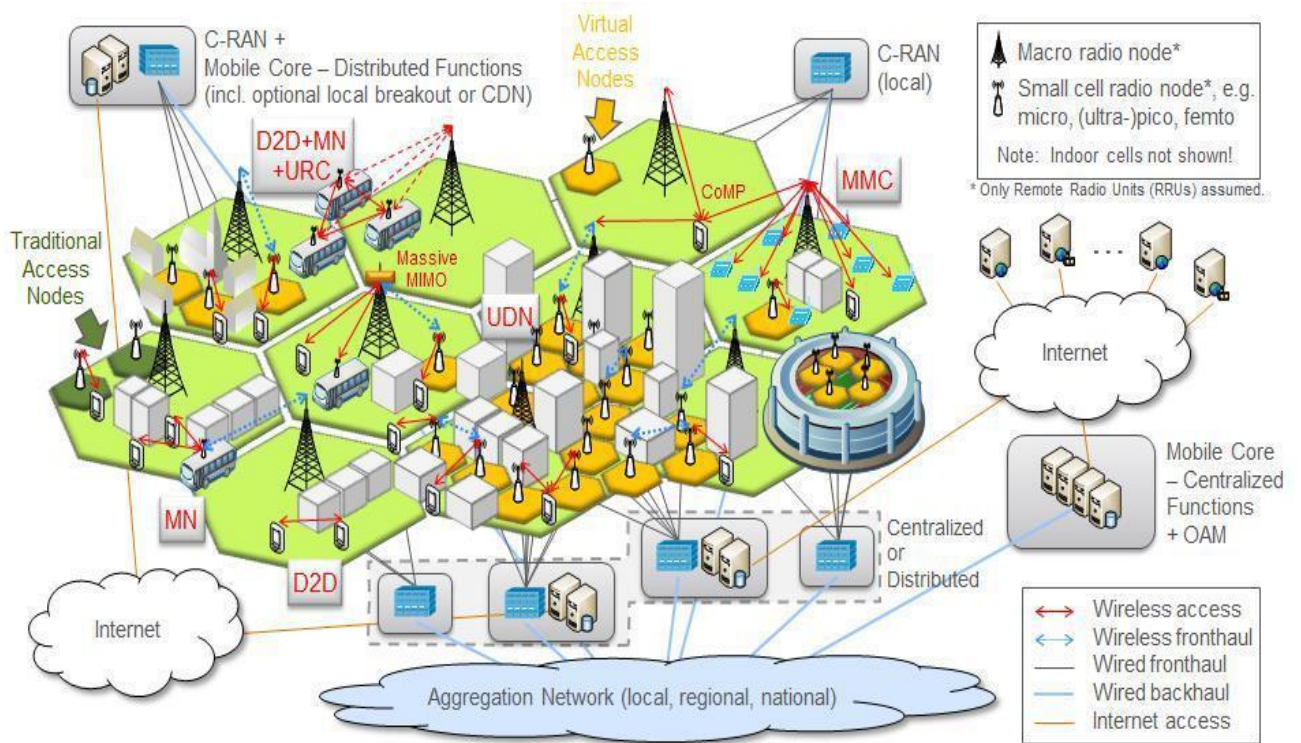 C-RAN +
Mobile Core – Distributed Functions
(incl. optional local breakout or CDN)
Virtual
Access
Nodes
C-RAN
(local)
Macro radio node*
Small cell radio node*, e.g.
micro, (ultra-)pico, femto
Note: Indoor cells not shown!
* Only Remote Radio Units (RRUs) assumed.
D2D+MN
+URC
CoMP
MMC
Traditional
Access
Nodes
Massive
MIMO
UDN
Internet
MN
D2D
Mobile Core
– Centralized
Functions
+ OAM
Centralized
or
Distributed
Internet
Aggregation Network (local, regional, national)
Wireless access
Wireless fronthaul
Wired fronthaul
Wired backhaul
Internet access